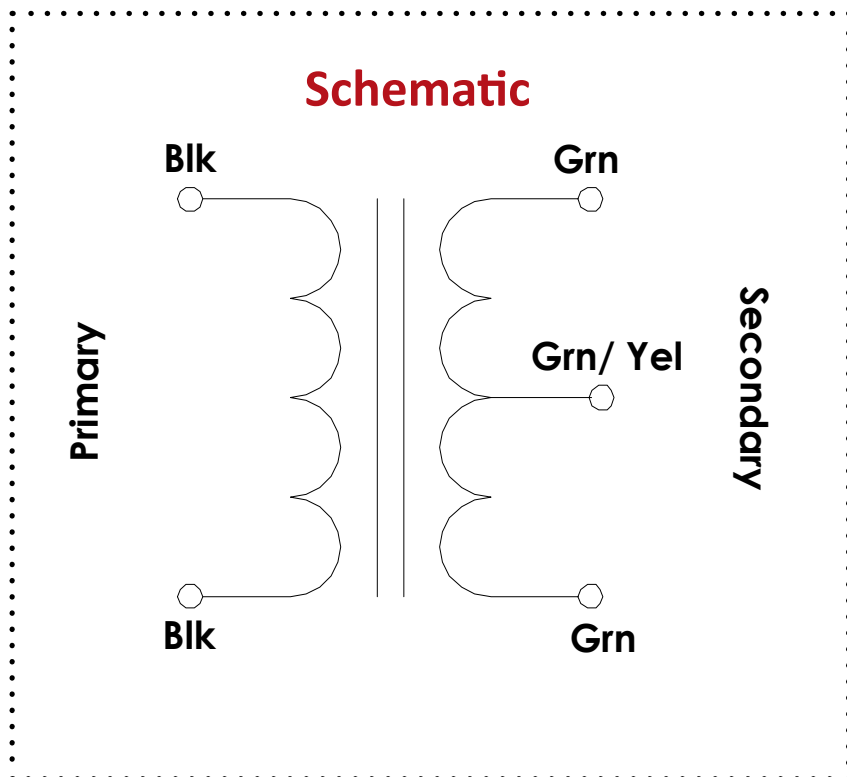 Schematic
Blk
Grn
Primary
Grn/ Yel
Secondary
Blk
Grn